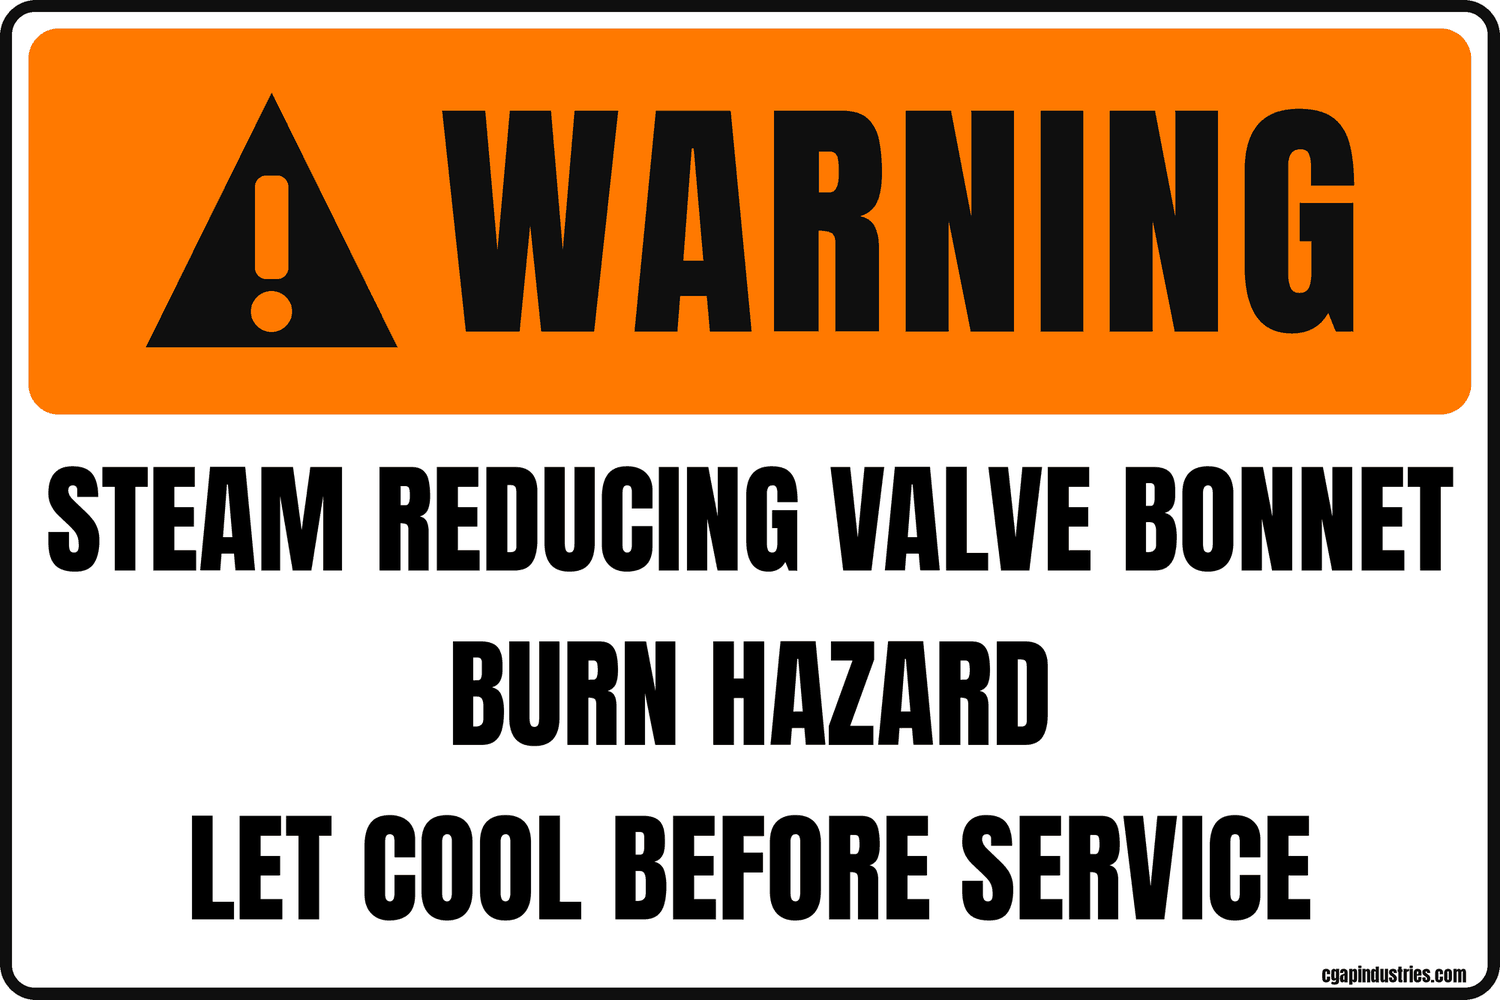 WARNING
STEAM REDUCING VALVE BONNET
BURN HAZARD
LET COOL BEFORE SERVICE
cgapindustries.com